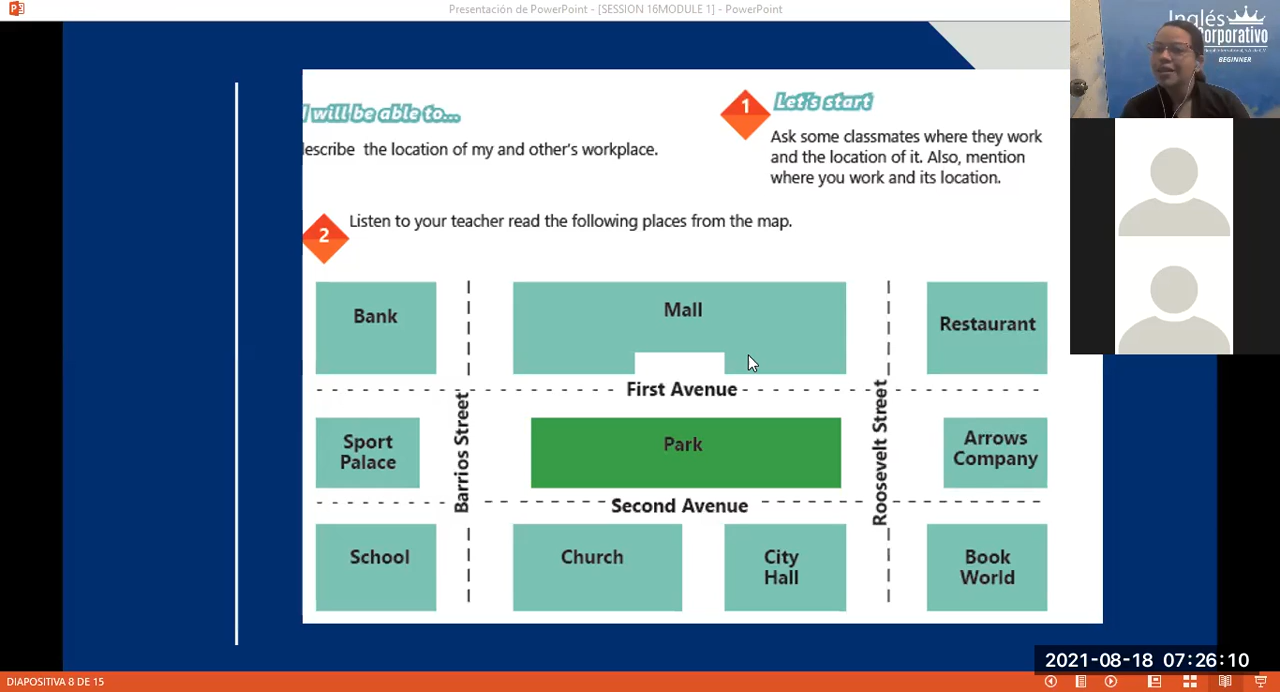 Presentación de PowerPoint - [SESSION 16MODULE 1] - PowerPoint
Inglés
Corporativo
BEGINNER
I will be able to...
escribe the location of my and other's workplace.
1
Let's start
Ask some classmates where they work
and the location of it. Also, mention
where you work and its location.
2
Listen to your teacher read the following places from the map.
Bank
Mall
Restaurant
First Avenue
Sport
Palace
Barrios Street
Park
Roosevelt Street
Arrows
Company
Second Avenue
School
Church
City
Hall
Book
World
2021-08-18 07:26:10
DIAPOSITIVA 8 DE 15